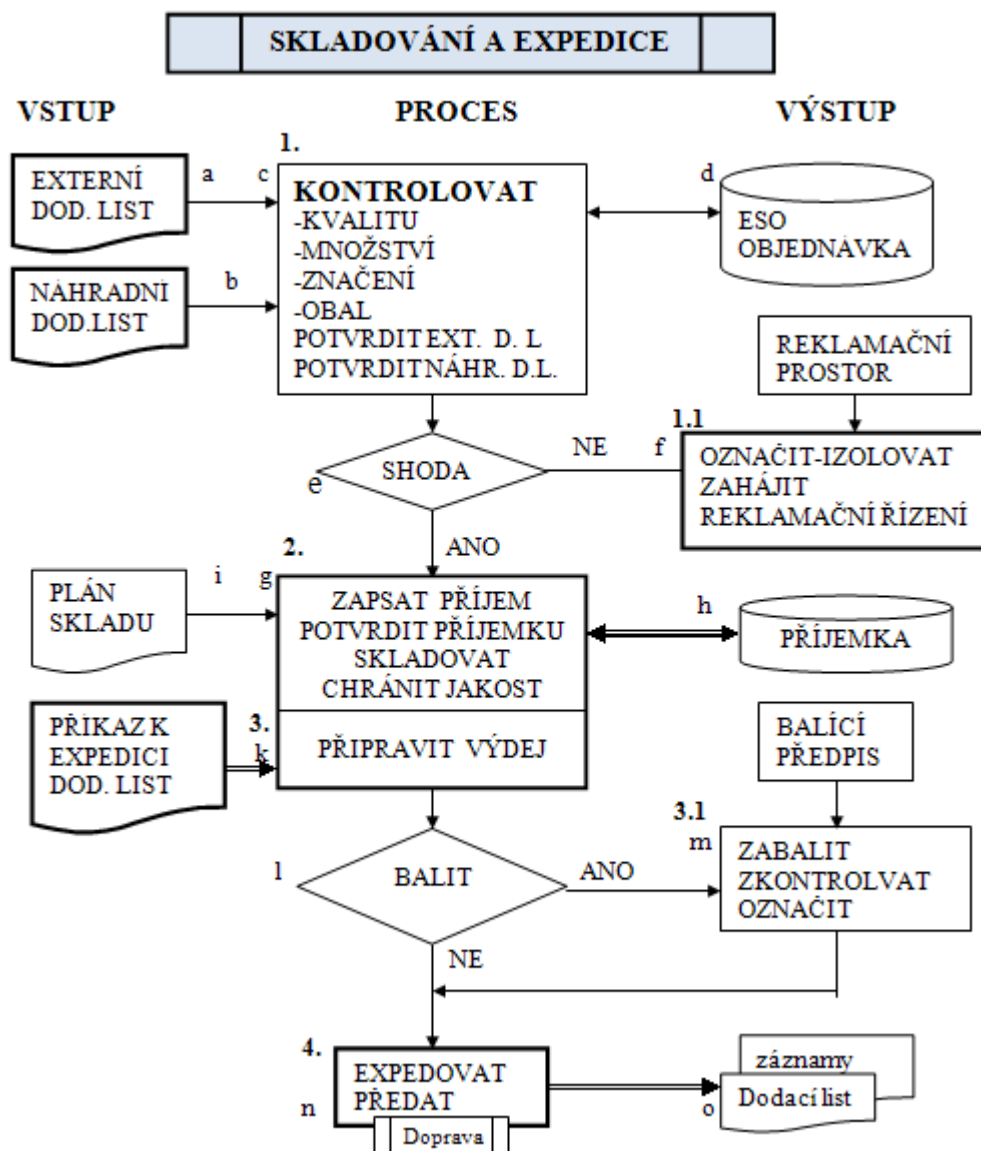 SKLADOVÁNÍ A EXPEDICE
VSTUP
PROCES
VÝSTUP
1.
EXTERNÍ
DOD. LIST
a
c
KONTROLOVAT
-KVALITU
-MNOŽSTVÍ
-ZNAČENÍ
-OBAL
POTVRDIT EXT. D. L
POTVRDIT NÁHR. D.L.
d
ESO
OBJEDNÁVKA
NÁHRADNÍ
DOD.LIST
b
REKLAMAČNÍ
PROSTOR
1.1
SHODA
e
NE
f
OZNAČIT-IZOLOVAT
ZAHÁJIT
REKLAMAČNÍ ŘÍZENÍ
ANO
2.
PLÁN
SKLADU
i
g
ZAPSAT PŘÍJEM
POTVRDIT PŘÍJEMKU
SKLADOVAT
CHRÁNIT JAKOST
h
PŘÍJEMKA
PŘÍKAZ K
EXPEDICI
DOD. LIST
3.
k
PŘIPRAVIT VÝDEJ
BALÍCÍ
PŘEDPIS
3.1
l
BALIT
ANO
m
ZABALIT
ZKONTROLVAT
OZNAČIT
NE
4.
n
EXPEDOVAT
PŘEDAT
Doprava
o
záznamy
Dodací list